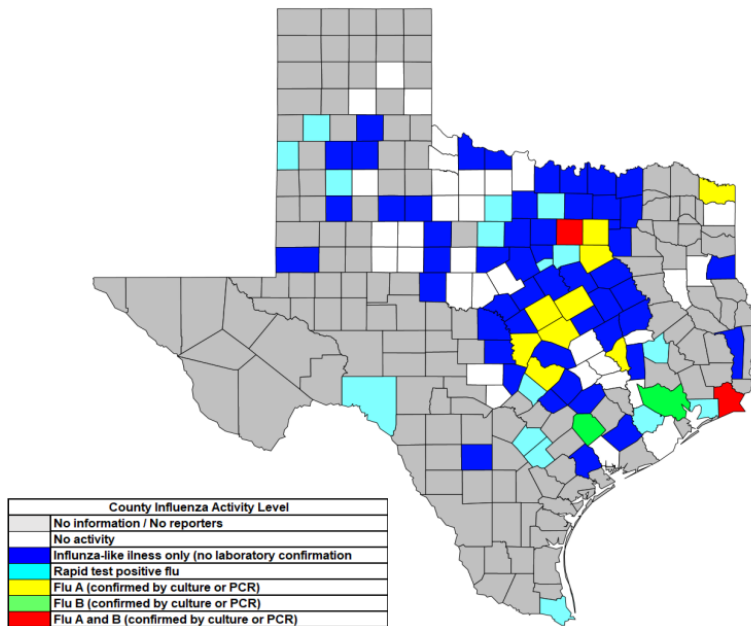 County Influenza Activity Level
No information / No reporters
No activity
Influnza-like ilness only (no laboratory confirmation
Rapid test positive flu
Flu A (confirmed by culture or PCR)
Flu B (confirmed by culture or PCR)
Flu A and B (confirmed by culture or PCR)